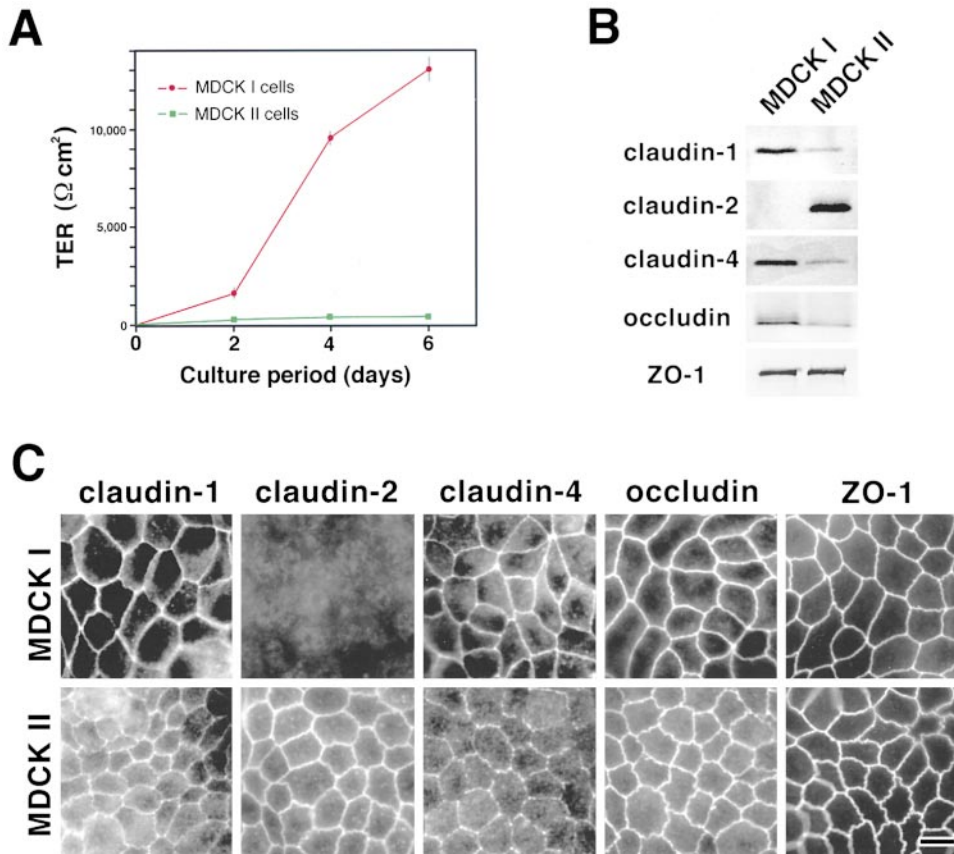 A
MDCK I cells
MDCK II cells
TER (Ω cm²)
10,000
5,000
0
0 2 4 6
Culture period (days)
B
MDCK I
MDCK II
claudin-1
claudin-2
claudin-4
occludin
ZO-1
C
claudin-1 claudin-2 claudin-4 occludin ZO-1
MDCK I
MDCK II